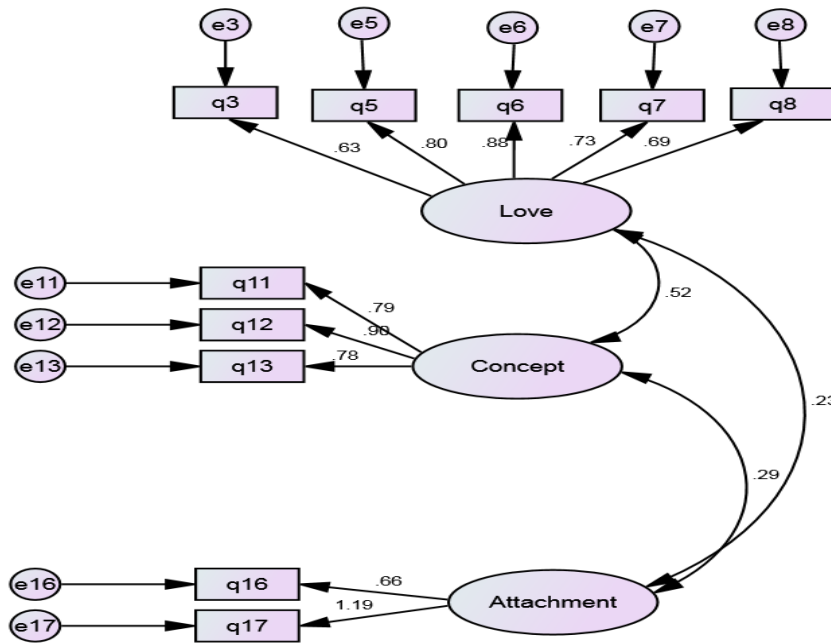 e3 e5 e6 e7 e8
q3 q5 q6 q7 q8
.63 .80 .88 .73 .69
Love
e11 q11
.79
.52
e12 q12
.90
e13 q13
.78
Concept
.23
.29
e16 q16
.66
Attachment
e17 q17
1.19